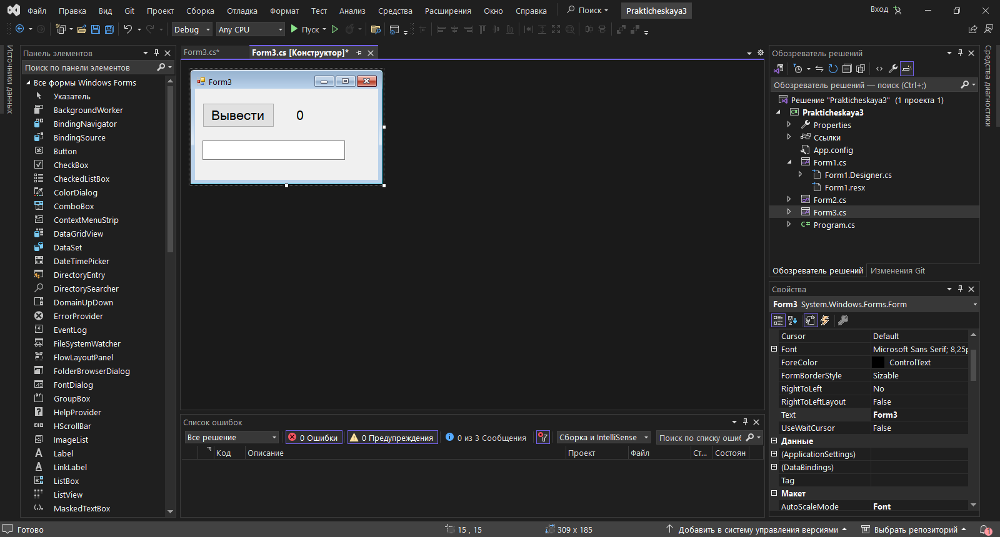 Файл Правка Вид Git Проект Сборка Отладка Формат Тест Анализ Средства Расширения Окно Справка Поиск Prakticheskaya3 Вход
Debug Any CPU Пуск
Источники данных
Панель элементов
Поиск по панели элементов
Все формы Windows Forms
Указатель
BackgroundWorker
BindingNavigator
BindingSource
Button
CheckBox
CheckedListBox
ColorDialog
ComboBox
ContextMenuStrip
DataGridView
DataSet
DateTimePicker
DirectoryEntry
DirectorySearcher
DomainUpDown
ErrorProvider
EventLog
FileSystemWatcher
FlowLayoutPanel
FolderBrowserDialog
FontDialog
GroupBox
HelpProvider
HScrollBar
ImageList
Label
LinkLabel
ListBox
ListView
MaskedTextBox
Form3.cs* Form3.cs [Конструктор]*
Form3
Вывести 0
Список ошибок
Все решение 0 Ошибки 0 Предупреждения 0 из 3 Сообщения Сборка и IntelliSense Поиск по списку ошиб
Код Описание Проект Файл Ст... Состоян
Обозреватель решений
Обозреватель решений — поиск (Ctrl+;)
Решение "Prakticheskaya3" (1 проекта 1)
Prakticheskaya3
Properties
Ссылки
App.config
Form1.cs
Form1.Designer.cs
Form1.resx
Form2.cs
Form3.cs
Program.cs
Обозреватель решений Изменения Git
Свойства
Form3 System.Windows.Forms.Form
Cursor Default
Font Microsoft Sans Serif; 8,25p
ForeColor ControlText
FormBorderStyle Sizable
RightToLeft No
RightToLeftLayout False
Text Form3
UseWaitCursor False
Данные
(ApplicationSettings)
(DataBindings)
Tag
Макет
AutoScaleMode Font
Средства диагностики
Готово 15 , 15 309 x 185 Добавить в систему управления версиями Выбрать репозиторий 1